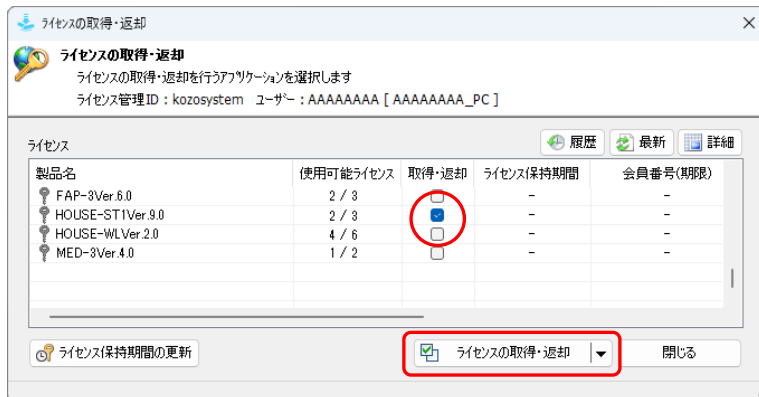 ライセンスの取得・返却
ライセンスの取得・返却
ライセンスの取得・返却を行うアプリケーションを選択します
ライセンス管理ID：kozosystem ユーザー：AAAAAAAA [ AAAAAAAA_PC ]
ライセンス 履歴 最新 詳細
製品名 使用可能ライセンス 取得・返却 ライセンス保持期間 会員番号(期限)
FAP-3Ver.6.0 2 / 3 - -
HOUSE-ST1Ver.9.0 2 / 3 - -
HOUSE-WLVer.2.0 4 / 6 - -
MED-3Ver.4.0 1 / 2 - -
ライセンス保持期間の更新 ライセンスの取得・返却 閉じる